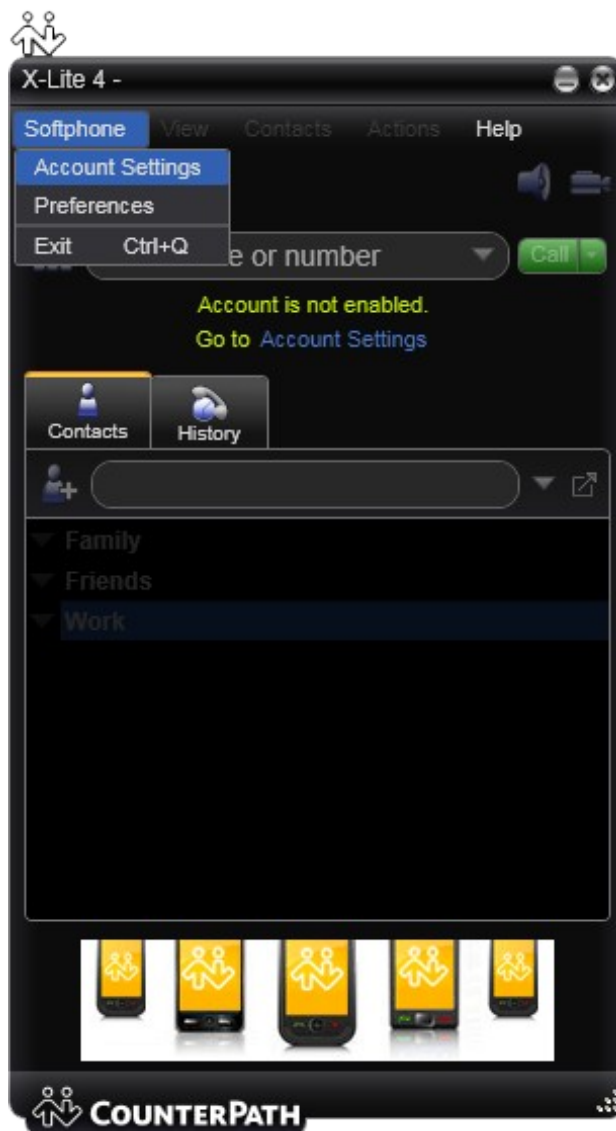 X-Lite 4 -
Softphone View Contacts Actions Help
Account Settings
Preferences
Exit Ctrl+Q
e or number Call
Account is not enabled.
Go to Account Settings
Contacts History
Family
Friends
Work
COUNTERPATH